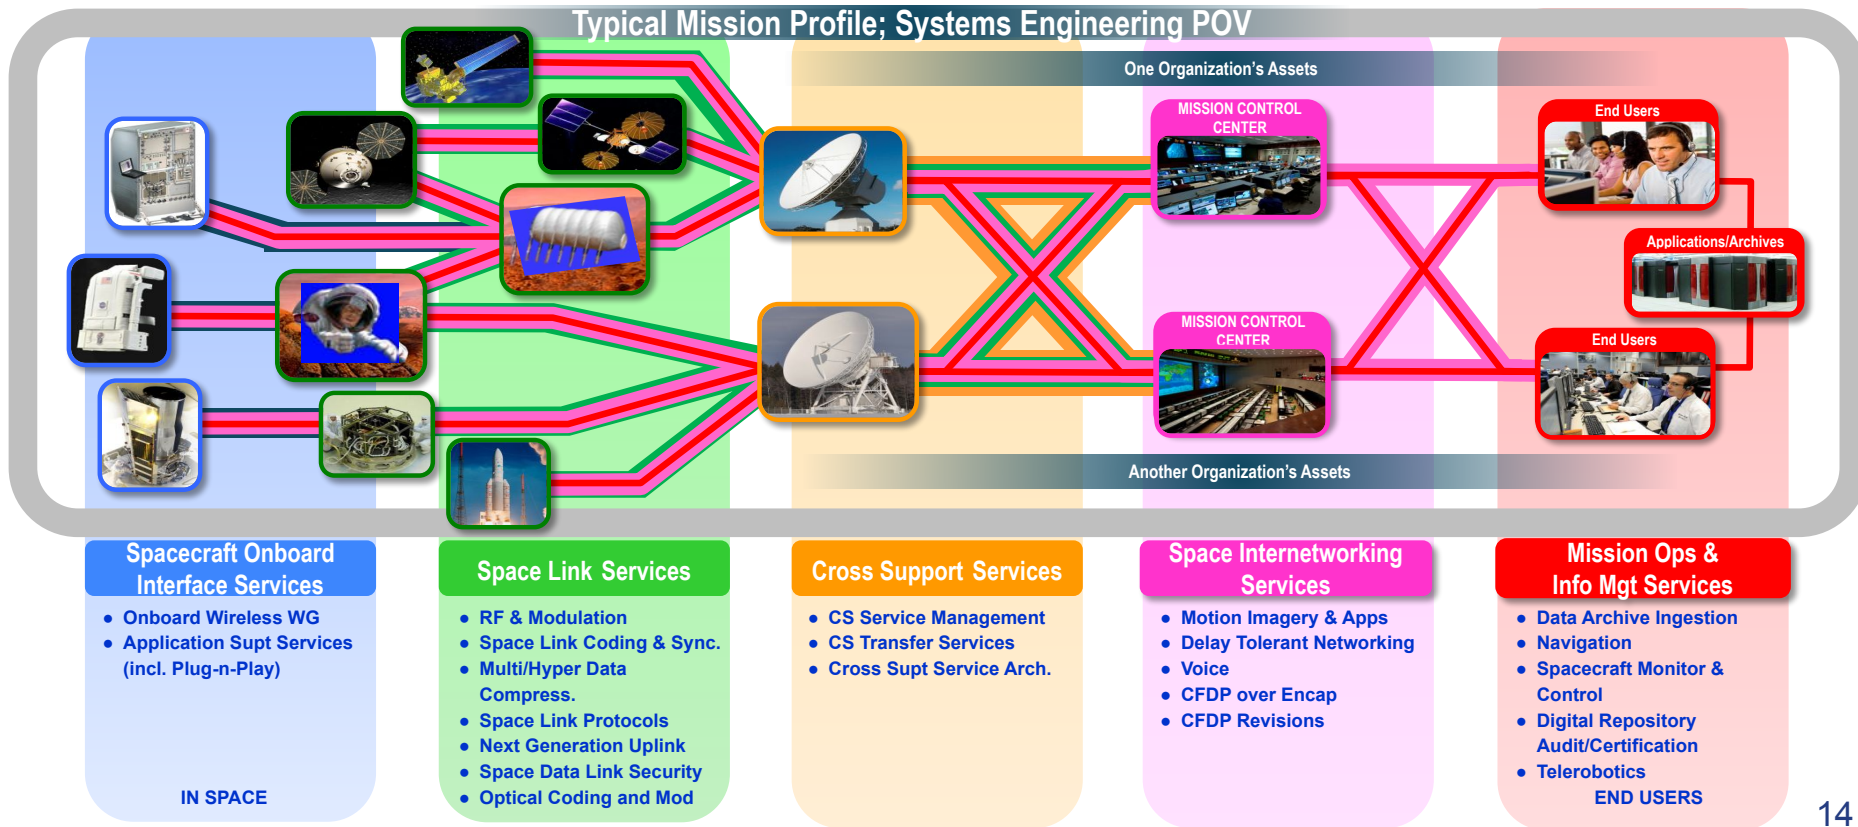 Typical Mission Profile; Systems Engineering POV
One Organization's Assets
MISSION CONTROL
CENTER
End Users
Applications/Archives
MISSION CONTROL
CENTER
End Users
Another Organization's Assets
Spacecraft Onboard
Interface Services
● Onboard Wireless WG
● Application Supt Services
(incl. Plug-n-Play)
IN SPACE
Space Link Services
● RF & Modulation
● Space Link Coding & Sync.
● Multi/Hyper Data
Compress.
● Space Link Protocols
● Next Generation Uplink
● Space Data Link Security
● Optical Coding and Mod
Cross Support Services
● CS Service Management
● CS Transfer Services
● Cross Supt Service Arch.
Space Internetworking
Services
● Motion Imagery & Apps
● Delay Tolerant Networking
● Voice
● CFDP over Encap
● CFDP Revisions
Mission Ops &
Info Mgt Services
● Data Archive Ingestion
● Navigation
● Spacecraft Monitor &
Control
● Digital Repository
Audit/Certification
● Telerobotics
END USERS
14